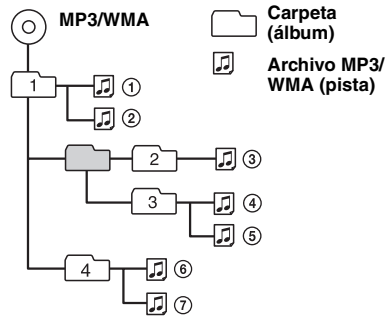 MP3/WMA
Carpeta
(álbum)
Archivo MP3/
WMA (pista)
1
①
②
2
③
3
④
⑤
4
⑥
⑦